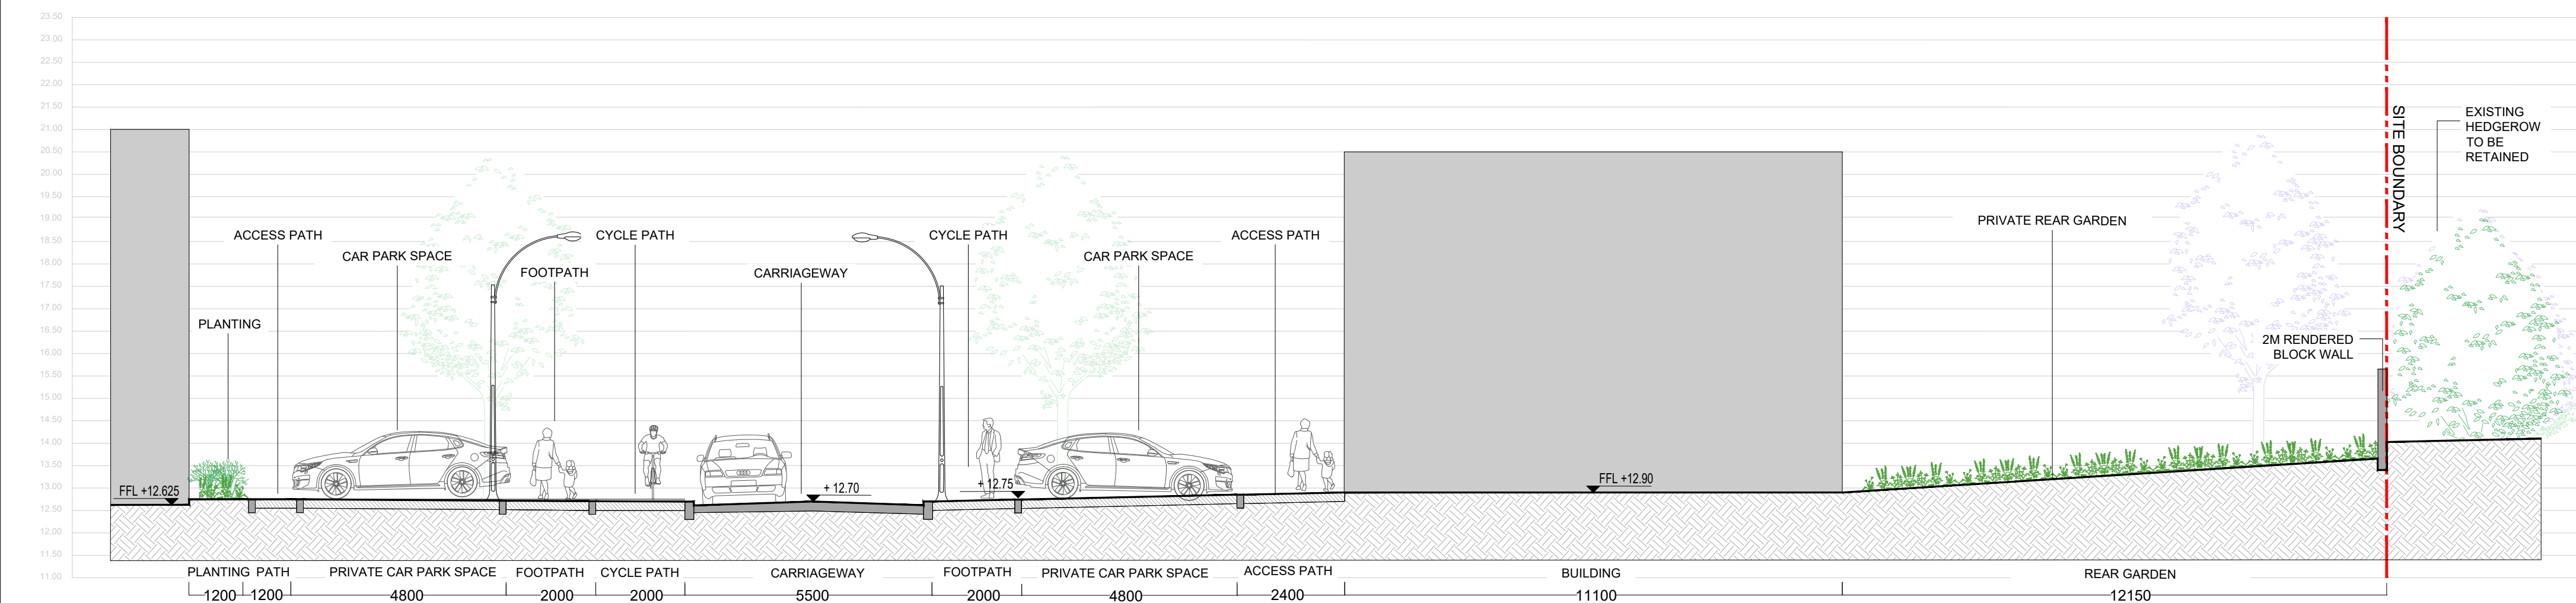 23.50
23.00
22.50
22.00
21.50
21.00
20.50
20.00
19.50
19.00
18.50
18.00
17.50
17.00
16.50
16.00
15.50
15.00
14.50
14.00
13.50
13.00
12.50
12.00
11.50
11.00
FFL +12.625
PLANTING
ACCESS PATH
CAR PARK SPACE
FOOTPATH
CYCLE PATH
CARRIAGEWAY
+ 12.70
CYCLE PATH
+ 12.75
CAR PARK SPACE
ACCESS PATH
FFL +12.90
PRIVATE REAR GARDEN
2M RENDERED
BLOCK WALL
SITE BOUNDARY
EXISTING
HEDGEROW
TO BE
RETAINED
PLANTING PATH PRIVATE CAR PARK SPACE FOOTPATH CYCLE PATH CARRIAGEWAY FOOTPATH PRIVATE CAR PARK SPACE ACCESS PATH BUILDING REAR GARDEN
1200 1200 4800 2000 2000 5500 2000 4800 2400 11100 12150